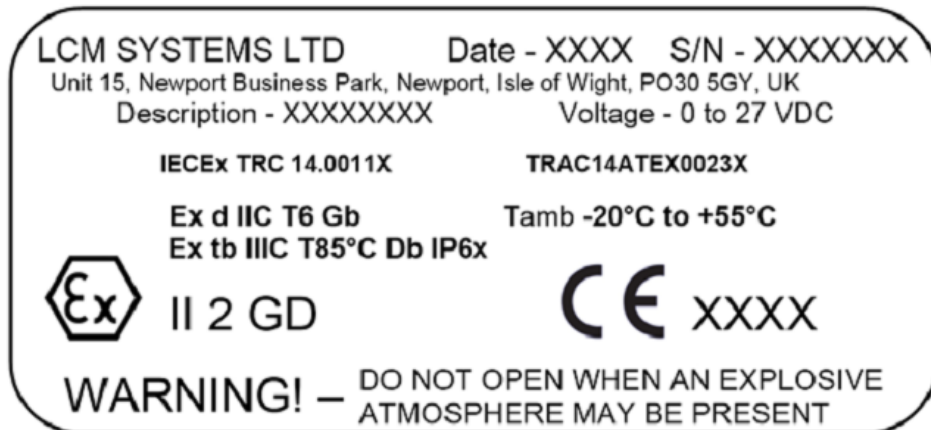 LCM SYSTEMS LTD Date - XXXX S/N - XXXXXXX
Unit 15, Newport Business Park, Newport, Isle of Wight, PO30 5GY, UK
Description - XXXXXXXX Voltage - 0 to 27 VDC
IECEx TRC 14.0011X TRAC14ATEX0023X
Ex d IIC T6 Gb Tamb -20°C to +55°C
Ex tb IIIC T85°C Db IP6x
Ex II 2 GD CE XXXX
WARNING! – DO NOT OPEN WHEN AN EXPLOSIVE
ATMOSPHERE MAY BE PRESENT